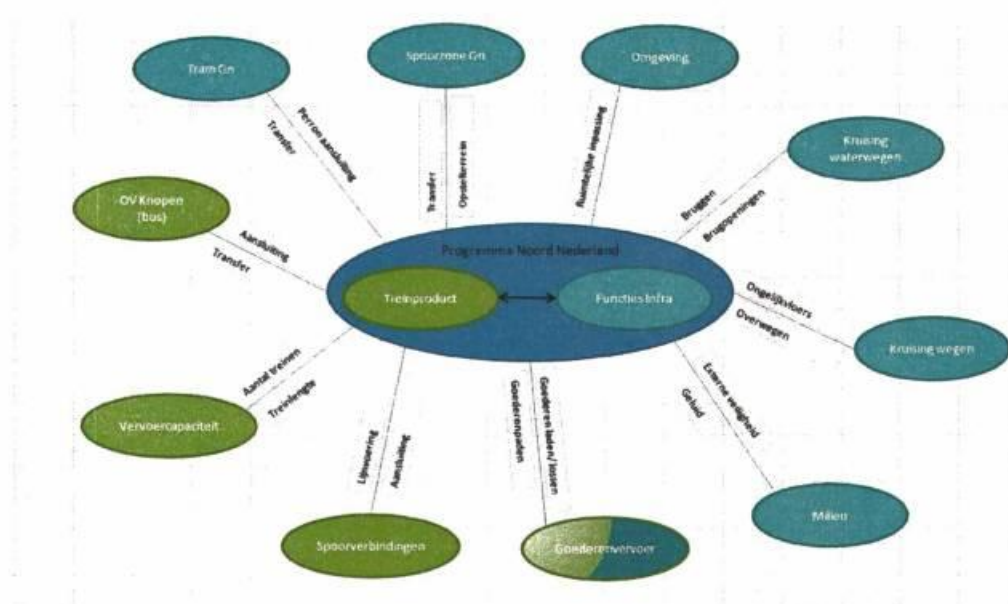 Tram Gn
Spoorzone Gn
Omgeving
Kruising
waterwegen
OV Knopen
(bus)
Perron aansluiting
Transfer
Transfer
Opstelterrein
Ruimtelijke inpassing
Bruggen
Brugopeningen
Aansluiting
Transfer
Programma Noord Nederland
Treinproduct
Functies Infra
Ongelijkvloers
Overwegen
Kruising wegen
Aantal treinen
Treinlengte
Vervoercapaciteit
Lijnvoering
Aansluiting
Goederen laden/lossen
Goederenpaden
Externe veiligheid
Geluid
Spoorverbindingen
Goederenvervoer
Milieu